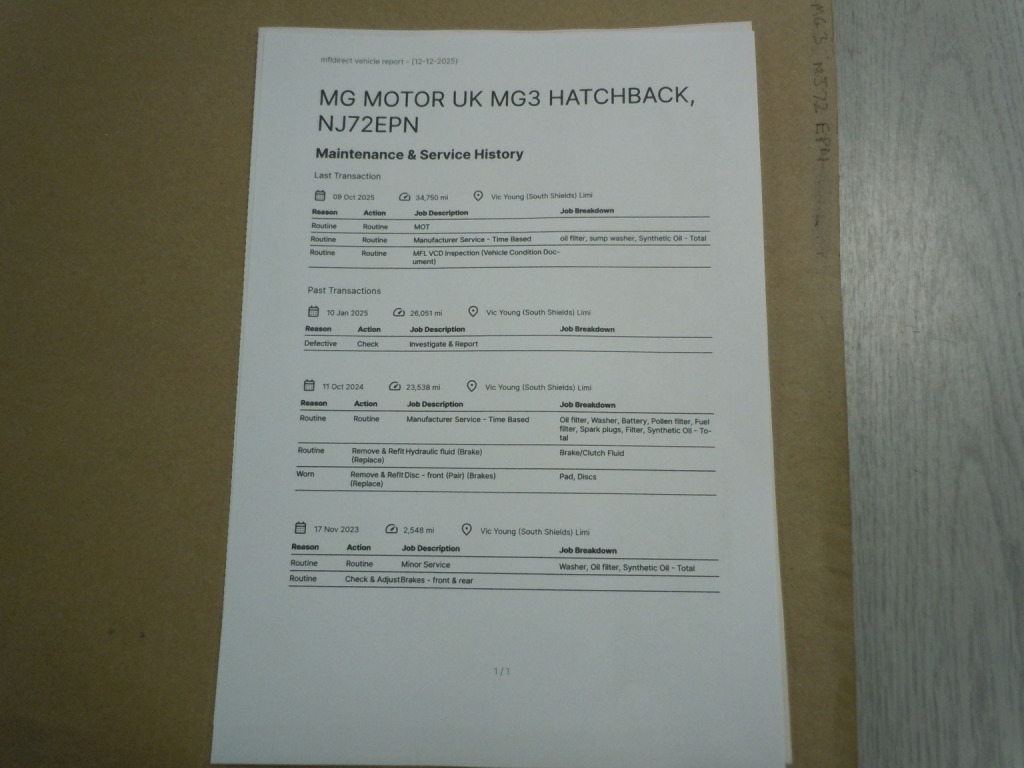 mfldirect vehicle report - (12-12-2025)
MG MOTOR UK MG3 HATCHBACK,
NJ72EPN
Maintenance & Service History
Last Transaction
09 Oct 2025 34,750 mi Vic Young (South Shields) Limi
Reason Action Job Description Job Breakdown
Routine Routine MOT
Routine Routine Manufacturer Service - Time Based oil filter, sump washer, Synthetic Oil - Total
Routine Routine MFL VCD Inspection (Vehicle Condition Doc-
ument)
Past Transactions
10 Jan 2025 26,051 mi Vic Young (South Shields) Limi
Reason Action Job Description Job Breakdown
Defective Check Investigate & Report
11 Oct 2024 23,538 mi Vic Young (South Shields) Limi
Reason Action Job Description Job Breakdown
Routine Routine Manufacturer Service - Time Based Oil filter, Washer, Battery, Pollen filter, Fuel
filter, Spark plugs, Filter, Synthetic Oil - To-
tal
Routine Remove & Refit Hydraulic fluid (Brake) Brake/Clutch Fluid
(Replace)
Worn Remove & Refit Disc - front (Pair) (Brakes) Pad, Discs
(Replace)
17 Nov 2023 2,548 mi Vic Young (South Shields) Limi
Reason Action Job Description Job Breakdown
Routine Routine Minor Service Washer, Oil filter, Synthetic Oil - Total
Routine Check & Adjust Brakes - front & rear
1 / 1
MG3 NJ72 EPN